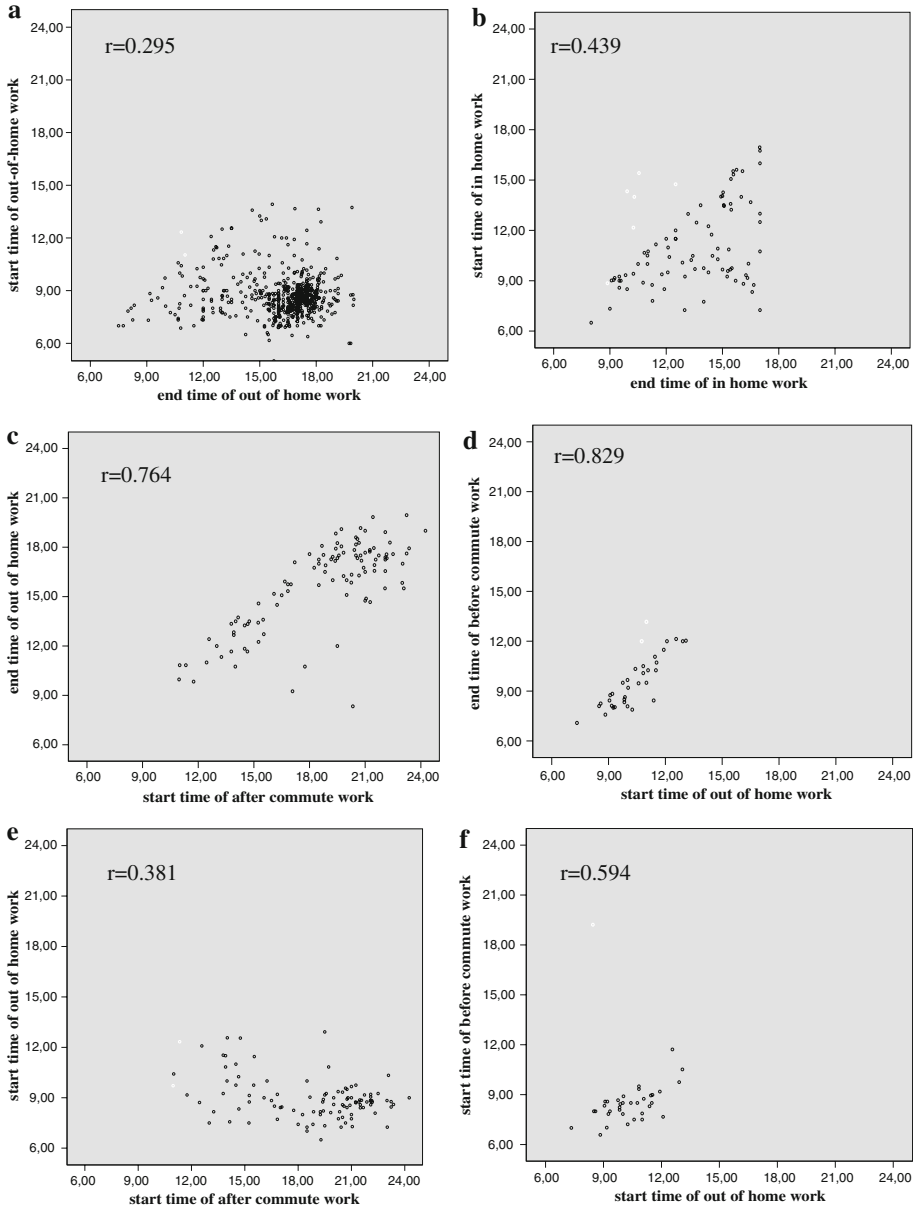 a
r=0.295
24,00
21,00
18,00
15,00
12,00
9,00
6,00
start time of out-of-home work
6,00 9,00 12,00 15,00 18,00 21,00 24,00
end time of out of home work
b
r=0.439
24,00
21,00
18,00
15,00
12,00
9,00
6,00
start time of in home work
6,00 9,00 12,00 15,00 18,00 21,00 24,00
end time of in home work
c
r=0.764
24,00
21,00
18,00
15,00
12,00
9,00
6,00
end time of out of home work
6,00 9,00 12,00 15,00 18,00 21,00 24,00
start time of after commute work
d
r=0.829
24,00
21,00
18,00
15,00
12,00
9,00
6,00
end time of before commute work
6,00 9,00 12,00 15,00 18,00 21,00 24,00
start time of out of home work
e
r=0.381
24,00
21,00
18,00
15,00
12,00
9,00
6,00
start time of out of home work
6,00 9,00 12,00 15,00 18,00 21,00 24,00
start time of after commute work
f
r=0.594
24,00
21,00
18,00
15,00
12,00
9,00
6,00
start time of before commute work
6,00 9,00 12,00 15,00 18,00 21,00 24,00
start time of out of home work